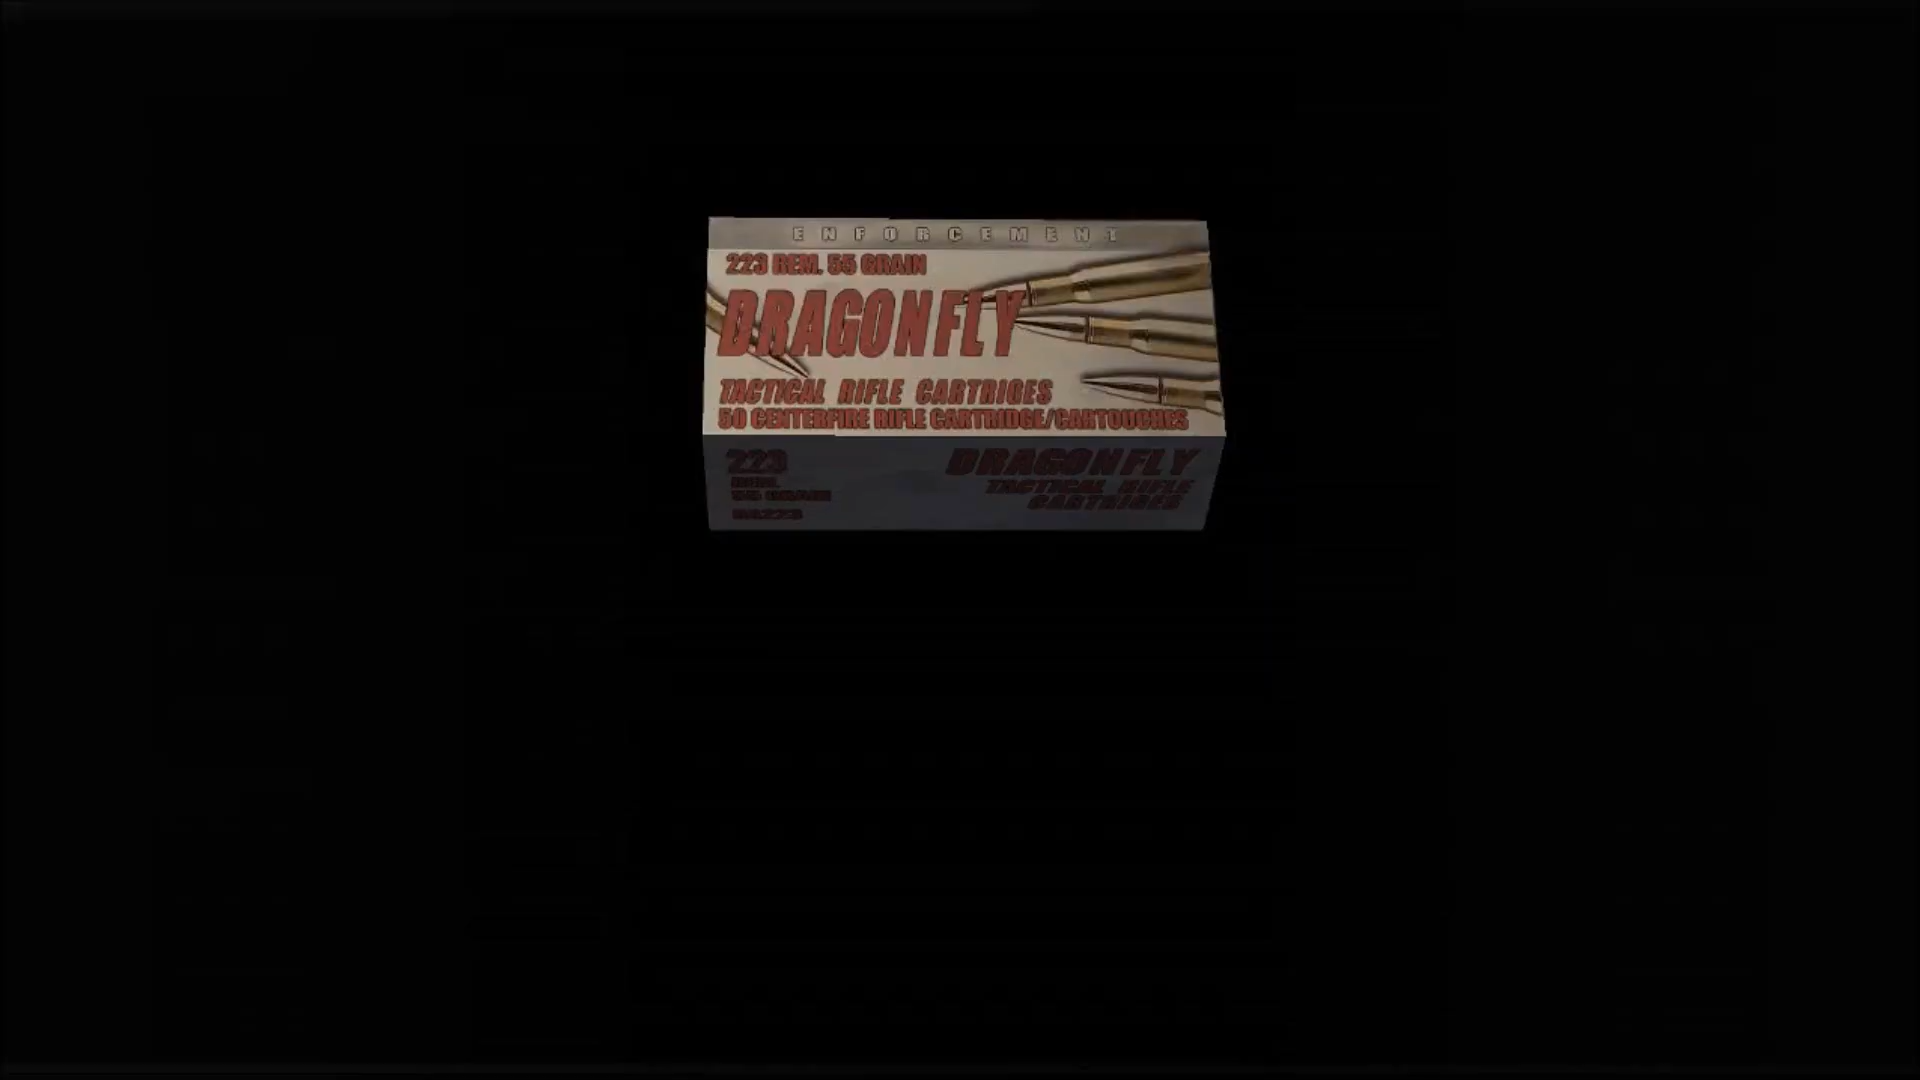 ENFORCEMENT
223 REM. 55 GRAIN
DRAGONFLY
TACTICAL RIFLE CARTRIGES
50 CENTERFIRE RIFLE CARTRIDGE/CARTOUCHES
223
DRAGONFLY
TACTICAL RIFLE
CARTRIGES